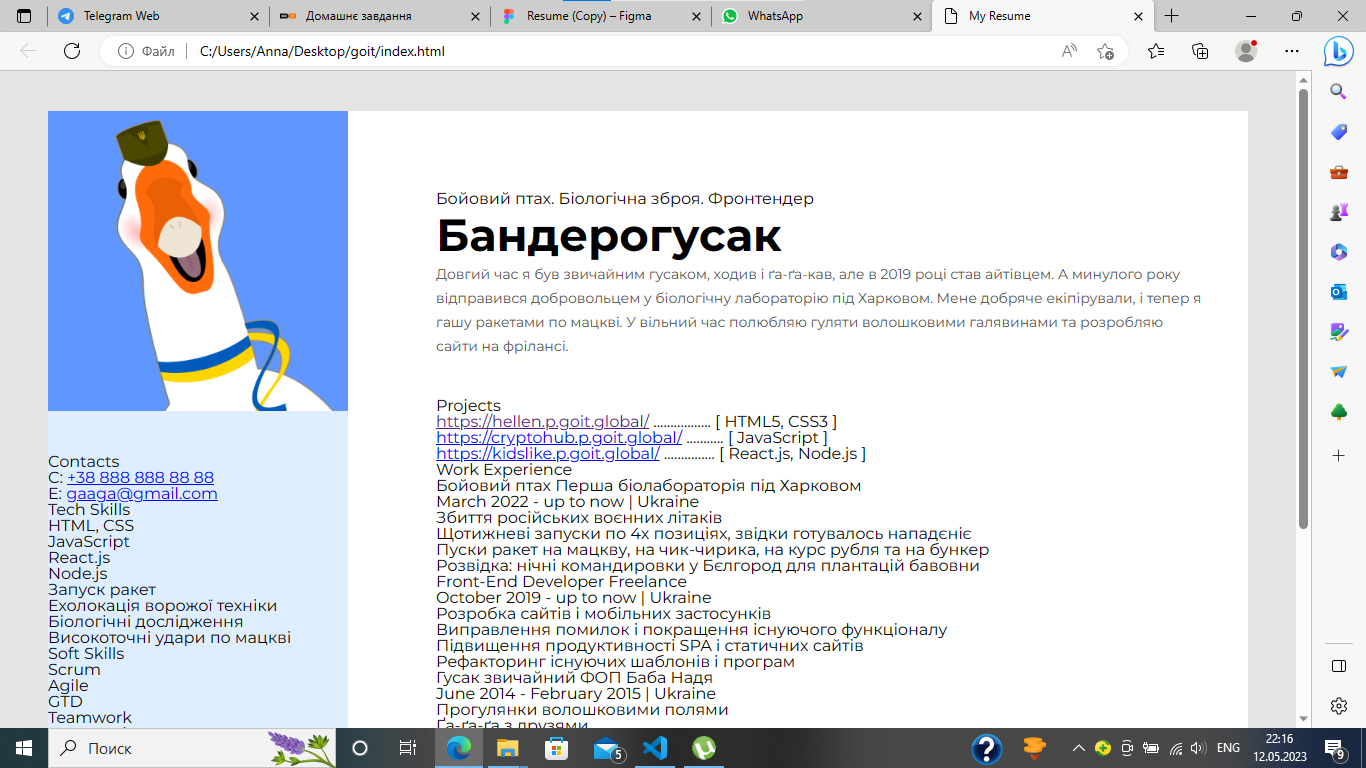 Telegram Web
Домашнє завдання
Resume (Copy) – Figma
WhatsApp
My Resume
Файл
C:/Users/Anna/Desktop/goit/index.html
Бойовий птах. Біологічна зброя. Фронтендер
Бандерогусак
Довгий час я був звичайним гусаком, ходив і ґа-ґа-кав, але в 2019 році став айтівцем. А минулого року
відправився добровольцем у біологічну лабораторію під Харковом. Мене добряче екіпірували, і тепер я
гашу ракетами по мацкві. У вільний час полюбляю гуляти волошковими галявинами та розробляю
сайти на фрілансі.
Contacts
C: +38 888 888 88 88
E: gaaga@gmail.com
Tech Skills
HTML, CSS
JavaScript
React.js
Node.js
Запуск ракет
Ехолокація ворожої техніки
Біологічні дослідження
Високоточні удари по мацкві
Soft Skills
Scrum
Agile
GTD
Teamwork
Projects
https://hellen.p.goit.global/ ................. [ HTML5, CSS3 ]
https://cryptohub.p.goit.global/ ........... [ JavaScript ]
https://kidslike.p.goit.global/ ............... [ React.js, Node.js ]
Work Experience
Бойовий птах Перша біолабораторія під Харковом
March 2022 - up to now | Ukraine
Збиття російських воєнних літаків
Щотижневі запуски по 4х позиціях, звідки готувалось нападєніє
Пуски ракет на мацкву, на чик-чирика, на курс рубля та на бункер
Розвідка: нічні командировки у Бєлгород для плантацій бавовни
Front-End Developer Freelance
October 2019 - up to now | Ukraine
Розробка сайтів і мобільних застосунків
Виправлення помилок і покращення існуючого функціоналу
Підвищення продуктивності SPA і статичних сайтів
Рефакторинг існуючих шаблонів і програм
Гусак звичайний ФОП Баба Надя
June 2014 - February 2015 | Ukraine
Прогулянки волошковими полями
Ґа-ґа-ґа з друзями
Поиск
5
ENG
22:16
12.05.2023
9